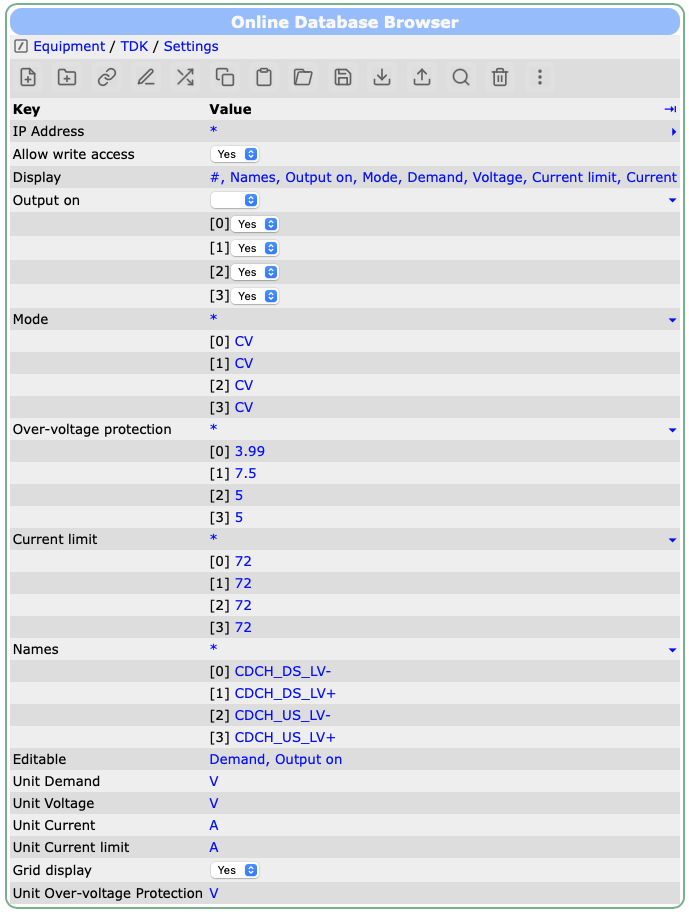 Online Database Browser
Equipment / TDK / Settings
Key Value
IP Address *
Allow write access Yes
Display #, Names, Output on, Mode, Demand, Voltage, Current limit, Current
Output on
[0] Yes
[1] Yes
[2] Yes
[3] Yes
Mode *
[0] CV
[1] CV
[2] CV
[3] CV
Over-voltage protection *
[0] 3.99
[1] 7.5
[2] 5
[3] 5
Current limit *
[0] 72
[1] 72
[2] 72
[3] 72
Names *
[0] CDCH_DS_LV-
[1] CDCH_DS_LV+
[2] CDCH_US_LV-
[3] CDCH_US_LV+
Editable Demand, Output on
Unit Demand V
Unit Voltage V
Unit Current A
Unit Current limit A
Grid display Yes
Unit Over-voltage Protection V